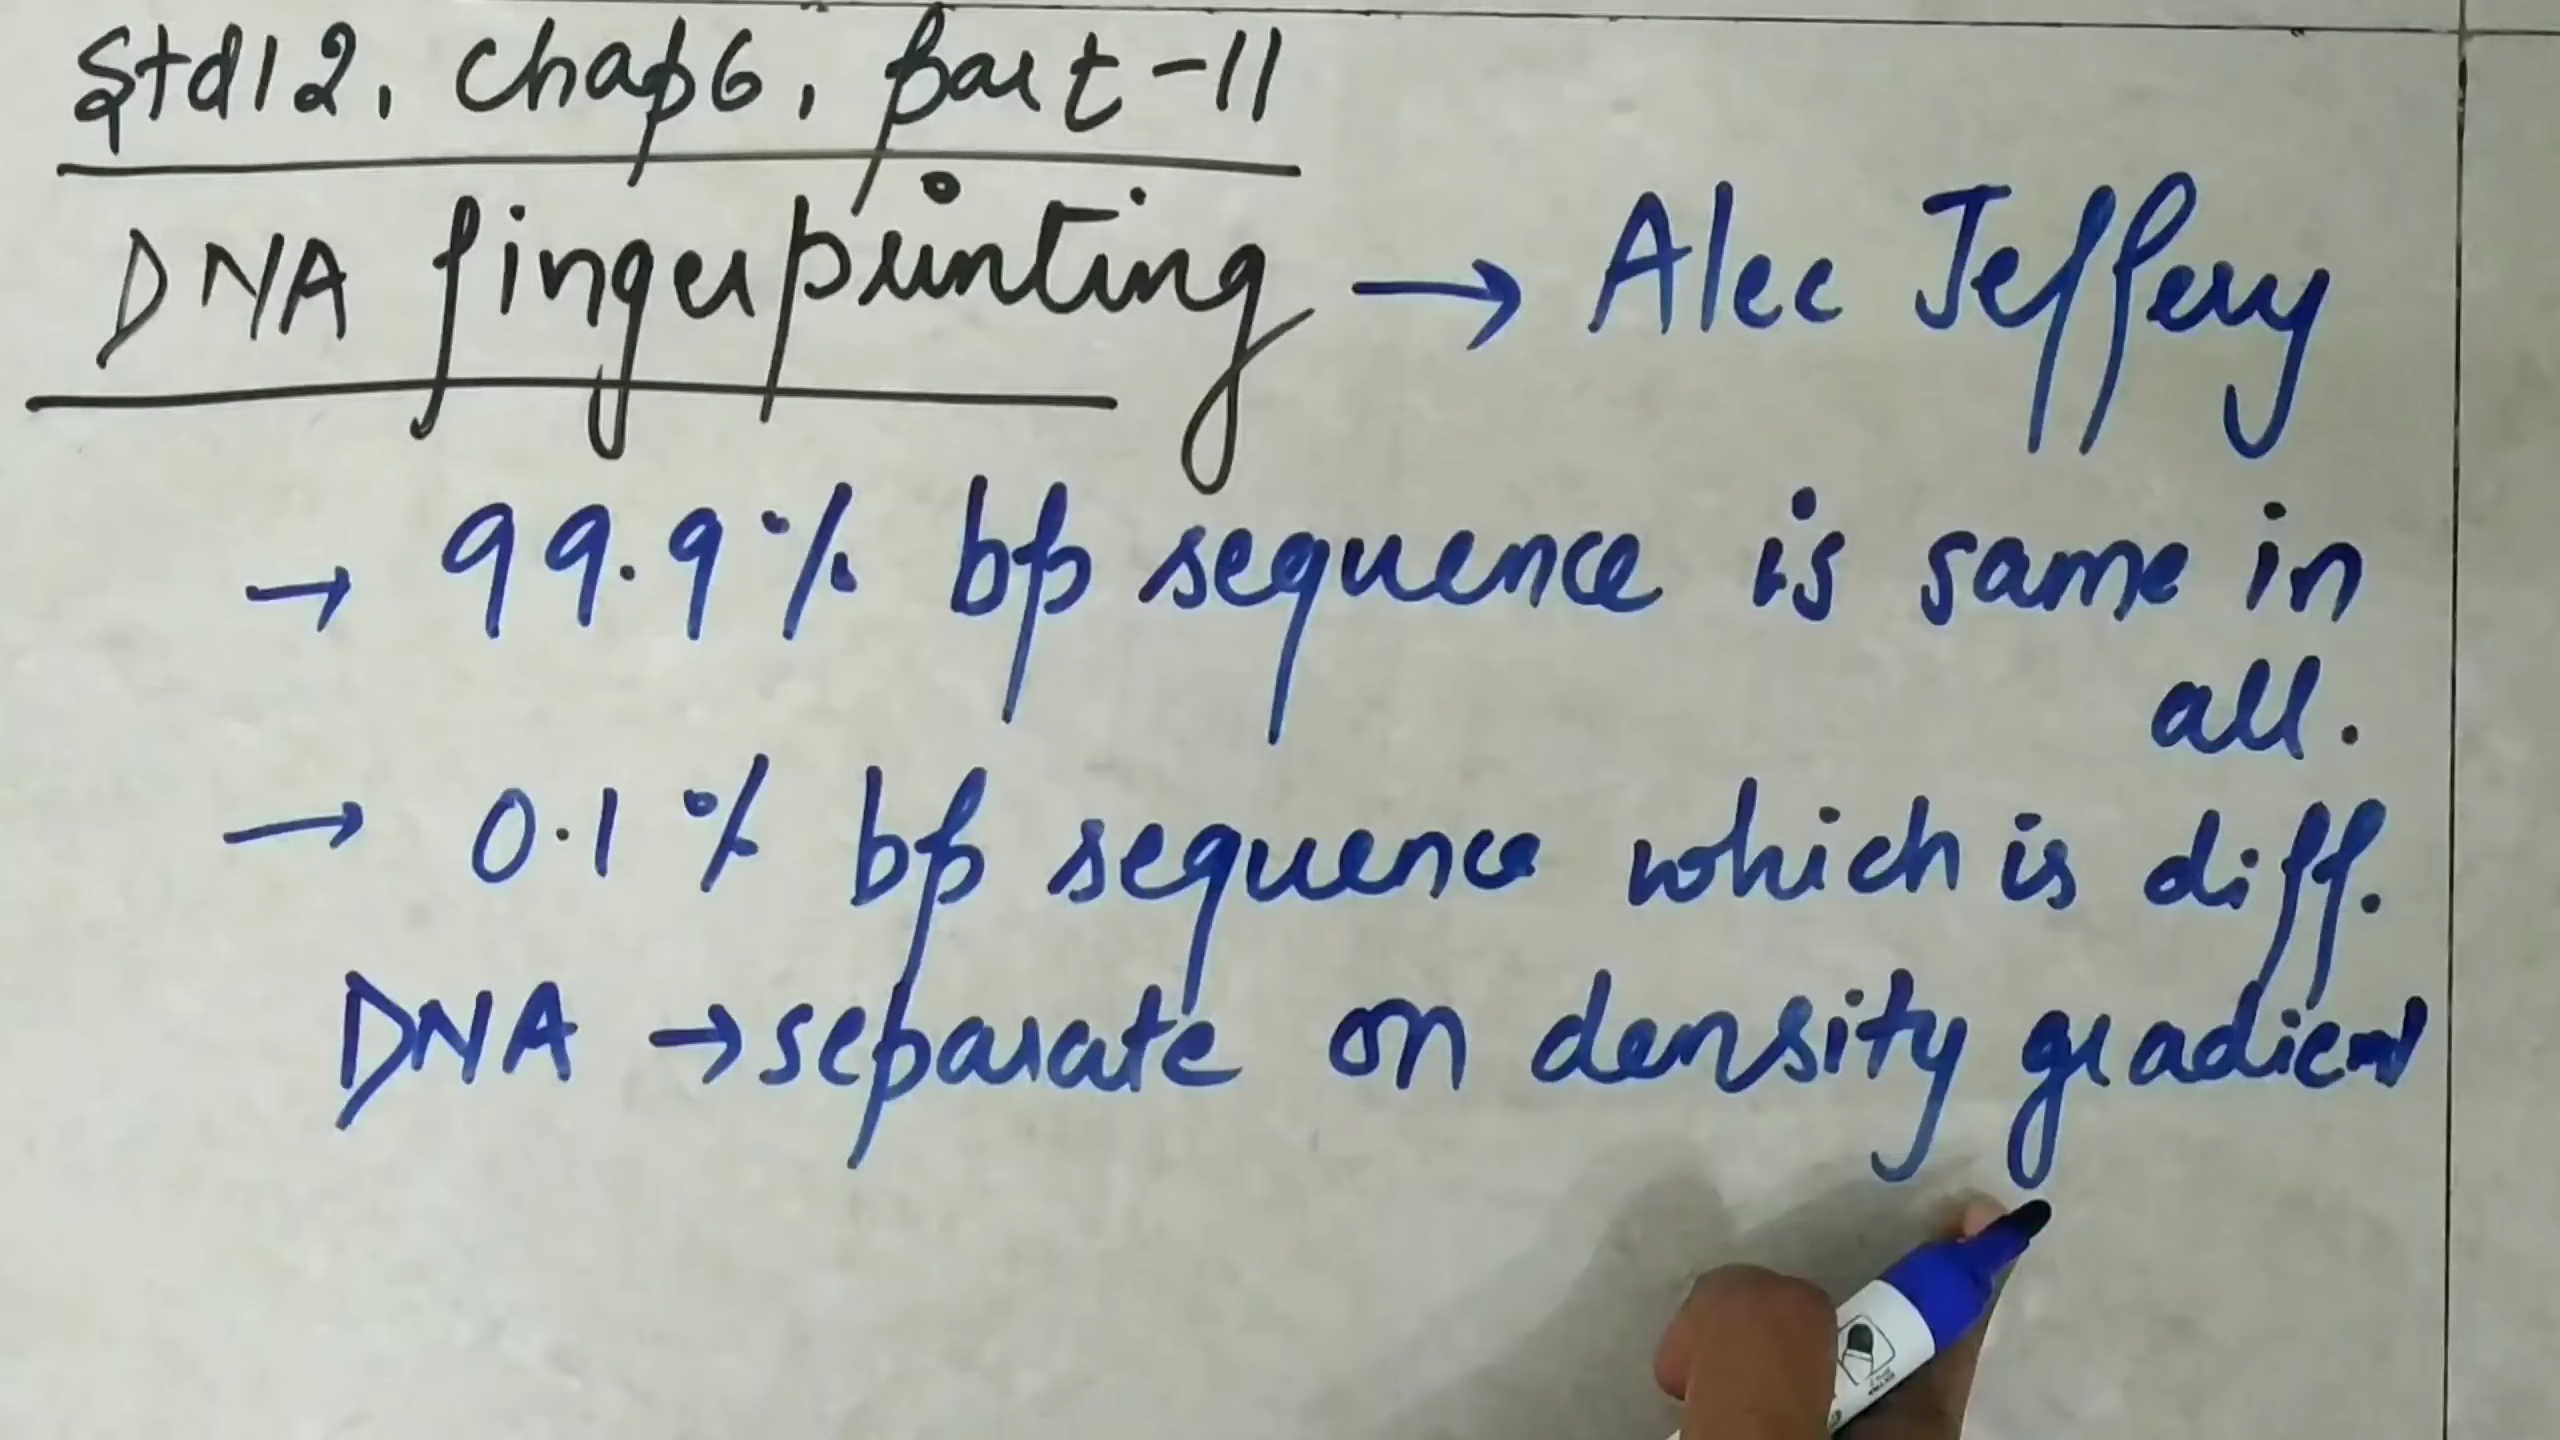 Std12, Chap6, part-11
DNA fingerprinting → Alec Jeffery
→ 99.9% bp sequence is same in
all.
→ 0.1% bp sequence which is diff.
DNA → separate on density gradient